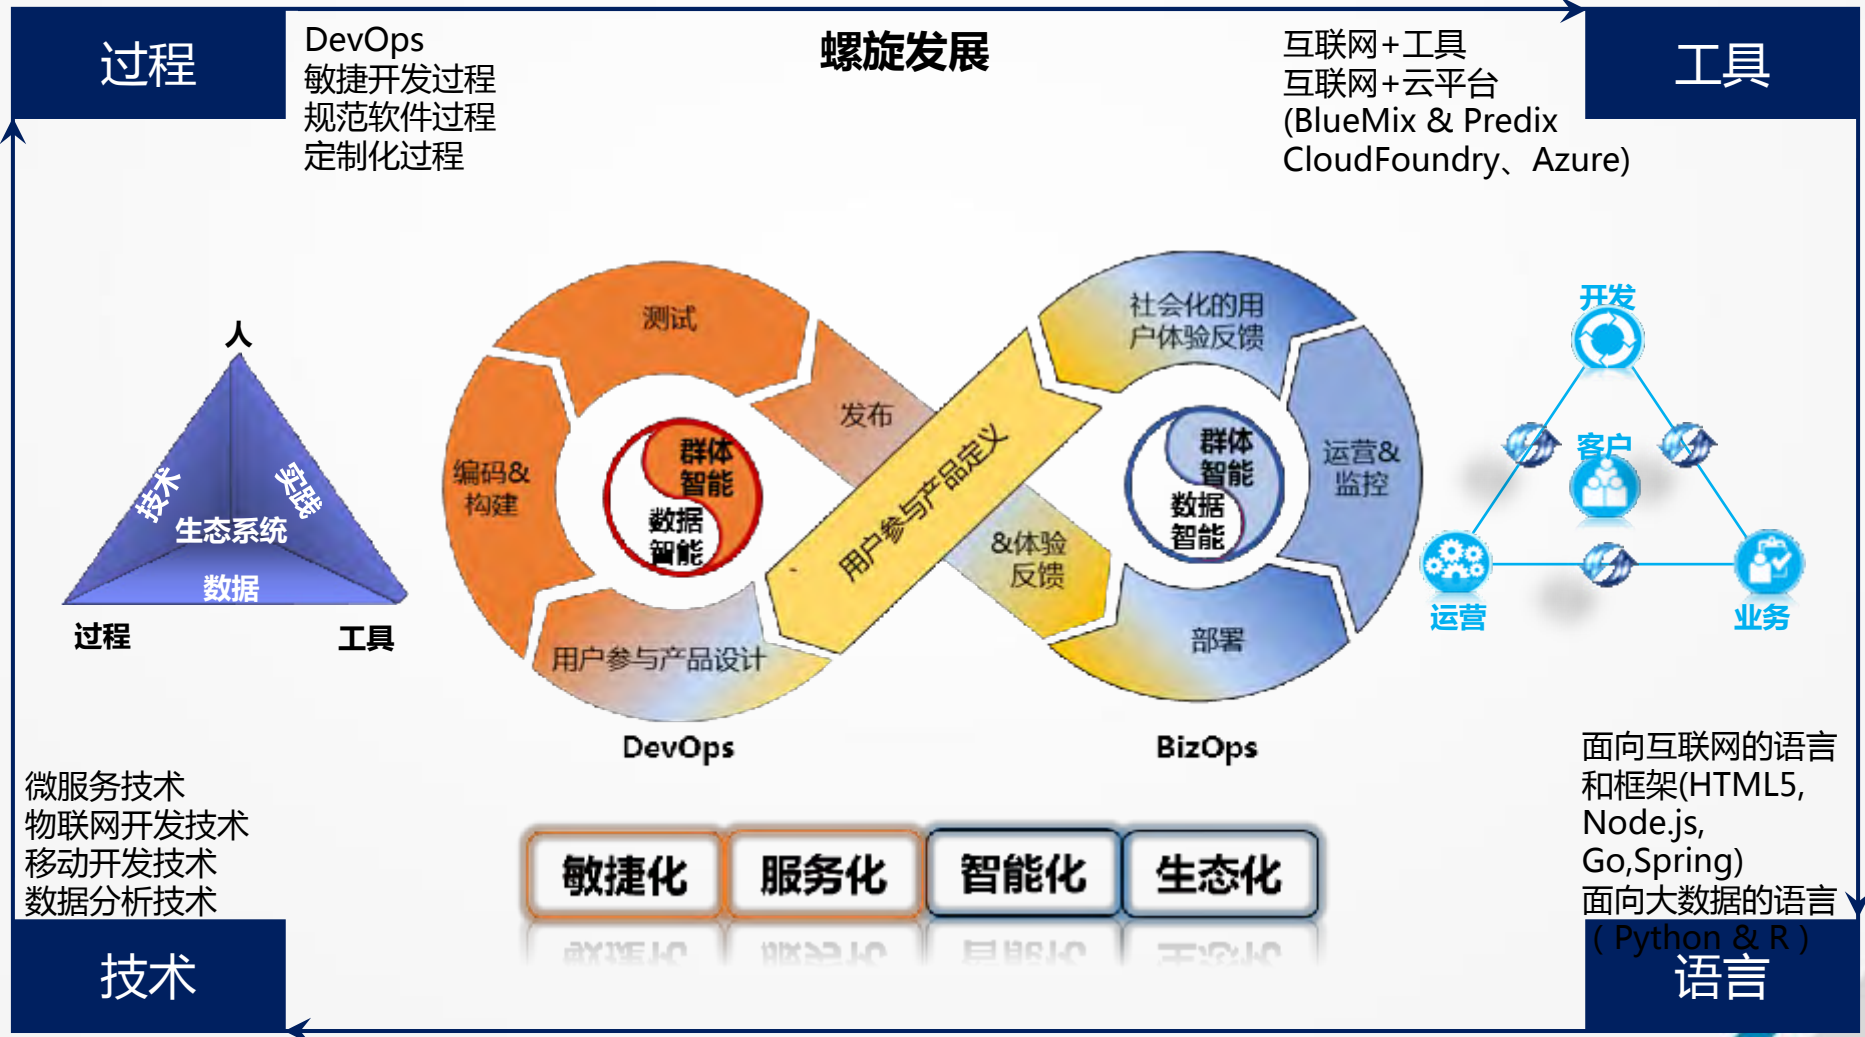 过程
DevOps
敏捷开发过程
规范软件过程
定制化过程
螺旋发展
互联网+工具
互联网+云平台
(BlueMix & Predix
CloudFoundry、Azure)
工具
人
技术
实践
生态系统
数据
过程
工具
测试
发布
编码&
构建
群体
智能
数据
智能
用户参与产品设计
用户参与产品定义
&体验
反馈
社会化的用
户体验反馈
运营&
监控
群体
智能
数据
智能
部署
DevOps
BizOps
开发
客户
运营
业务
敏捷化
服务化
智能化
生态化
微服务技术
物联网开发技术
移动开发技术
数据分析技术
技术
面向互联网的语言
和框架(HTML5,
Node.js,
Go,Spring)
面向大数据的语言
（Python & R）
语言